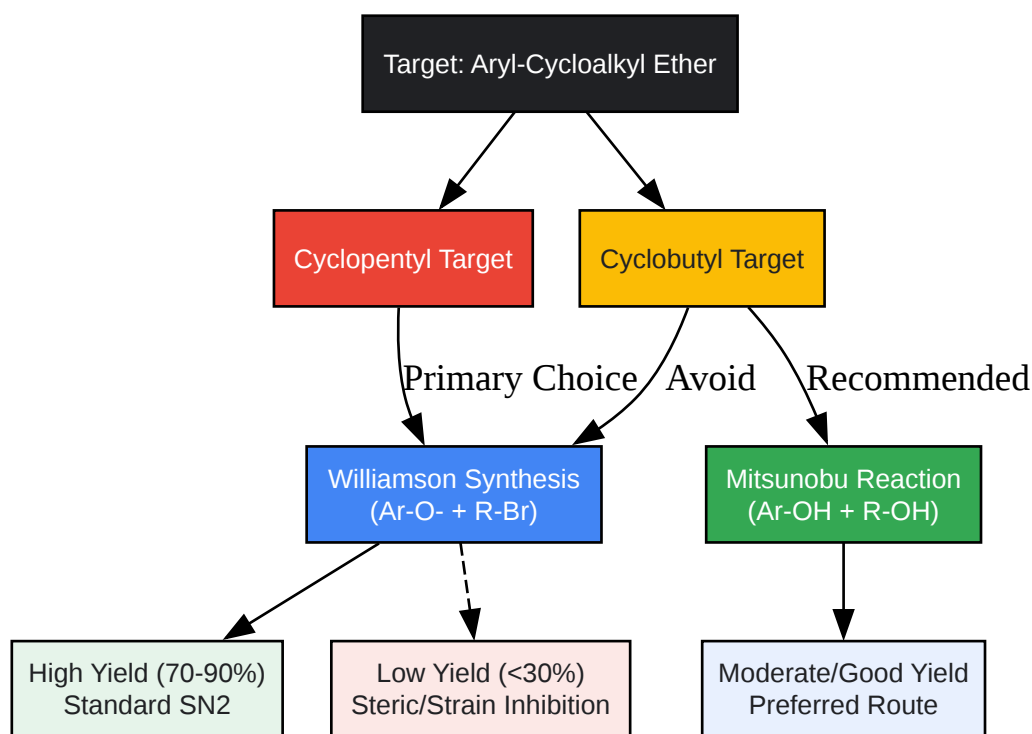 Target: Aryl-Cycloalkyl Ether
Cyclopentyl Target
Cyclobutyl Target
Primary Choice
Avoid
Recommended
Williamson Synthesis
(Ar-O- + R-Br)
Mitsunobu Reaction
(Ar-OH + R-OH)
High Yield (70-90%)
Standard SN2
Low Yield (<30%)
Steric/Strain Inhibition
Moderate/Good Yield
Preferred Route